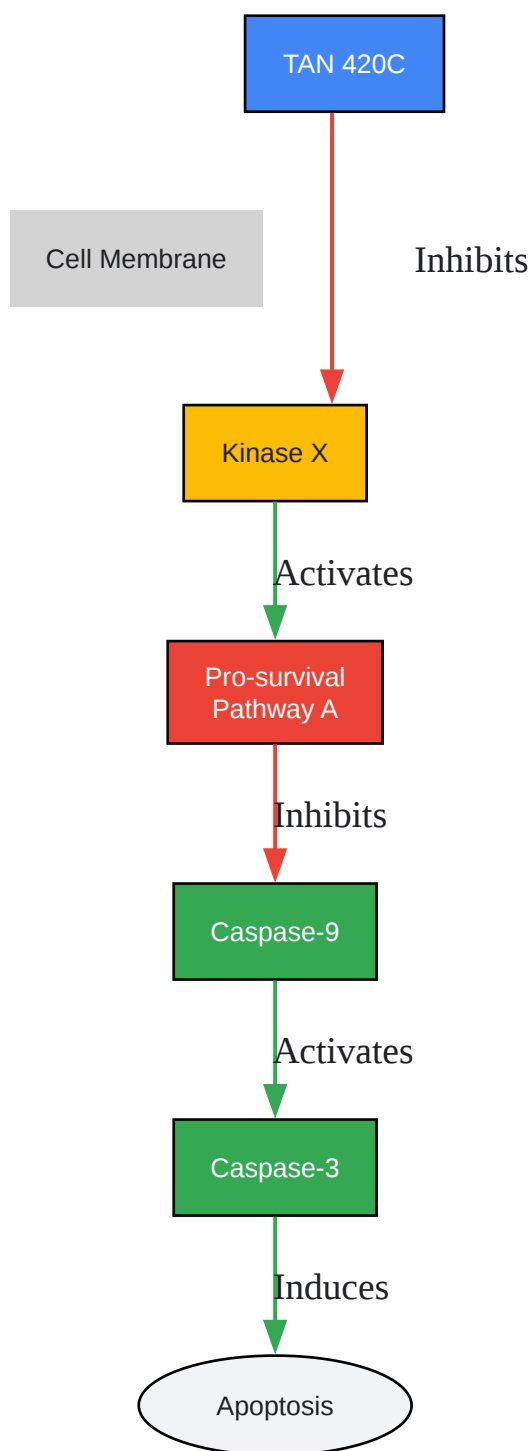 TAN 420C
Cell Membrane
Inhibits
Kinase X
Activates
Pro-survival
Pathway A
Inhibits
Caspase-9
Activates
Caspase-3
Induces
Apoptosis